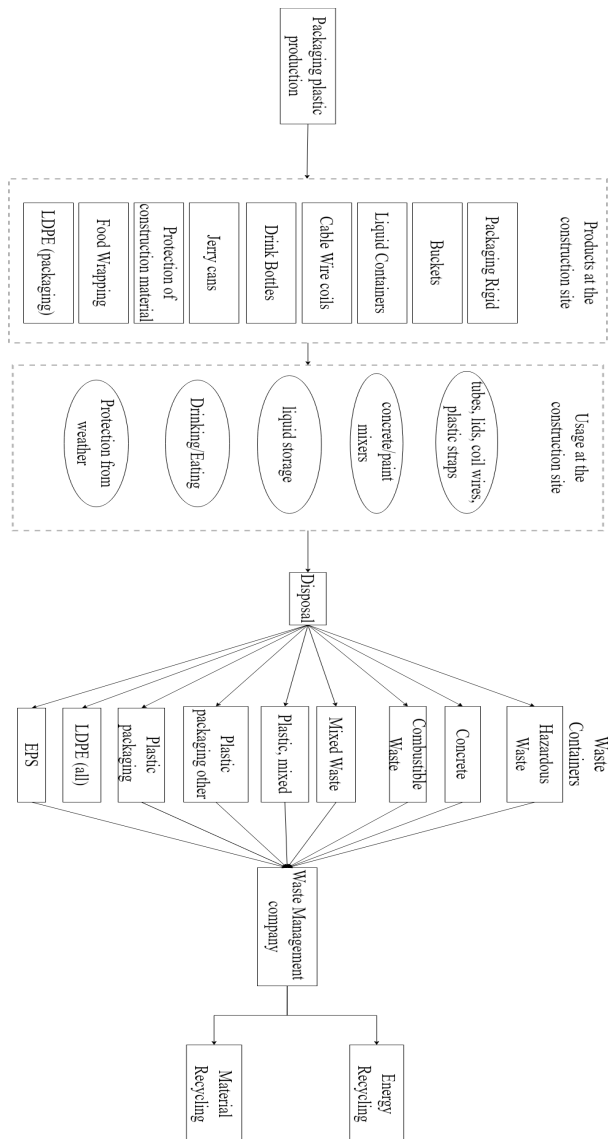 Packaging plastic
production
Products at the
construction site
Packaging Rigid
Buckets
Liquid Containers
Cable Wire coils
Drink Bottles
Jerry cans
Protection of
construction material
Food Wrapping
LDPE (packaging)
Usage at the
construction site
tubes, lids, coil wires,
plastic straps
concrete/paint
mixers
liquid storage
Drinking/Eating
Protection from
weather
Disposal
Waste
Containers
Hazardous
Waste
Concrete
Combustible
Waste
Mixed Waste
Plastic, mixed
Plastic
packaging other
Plastic
packaging
LDPE (all)
EPS
Waste Management
company
Energy
Recycling
Material
Recycling